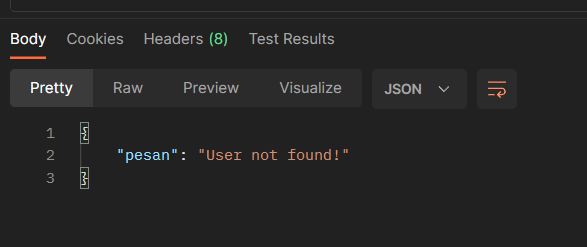 Body Cookies Headers (8) Test Results
Pretty Raw Preview Visualize JSON
1 {
2 "pesan": "User not found!"
3 }